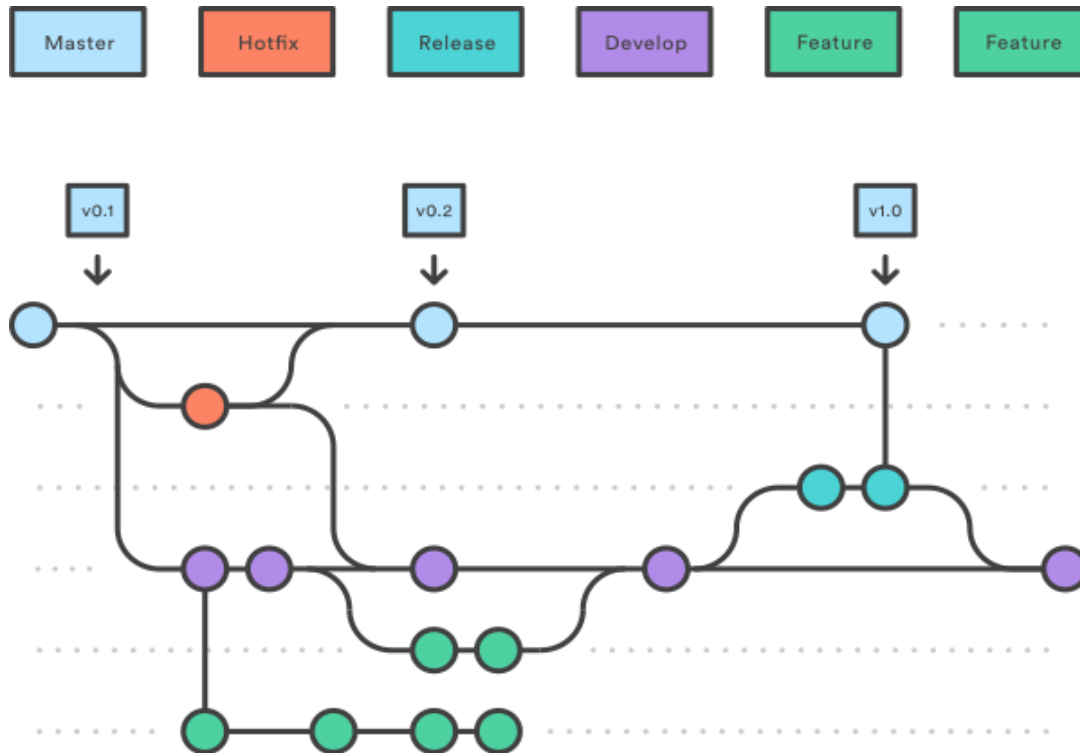 Master
Hotfix
Release
Develop
Feature
Feature
v0.1
v0.2
v1.0